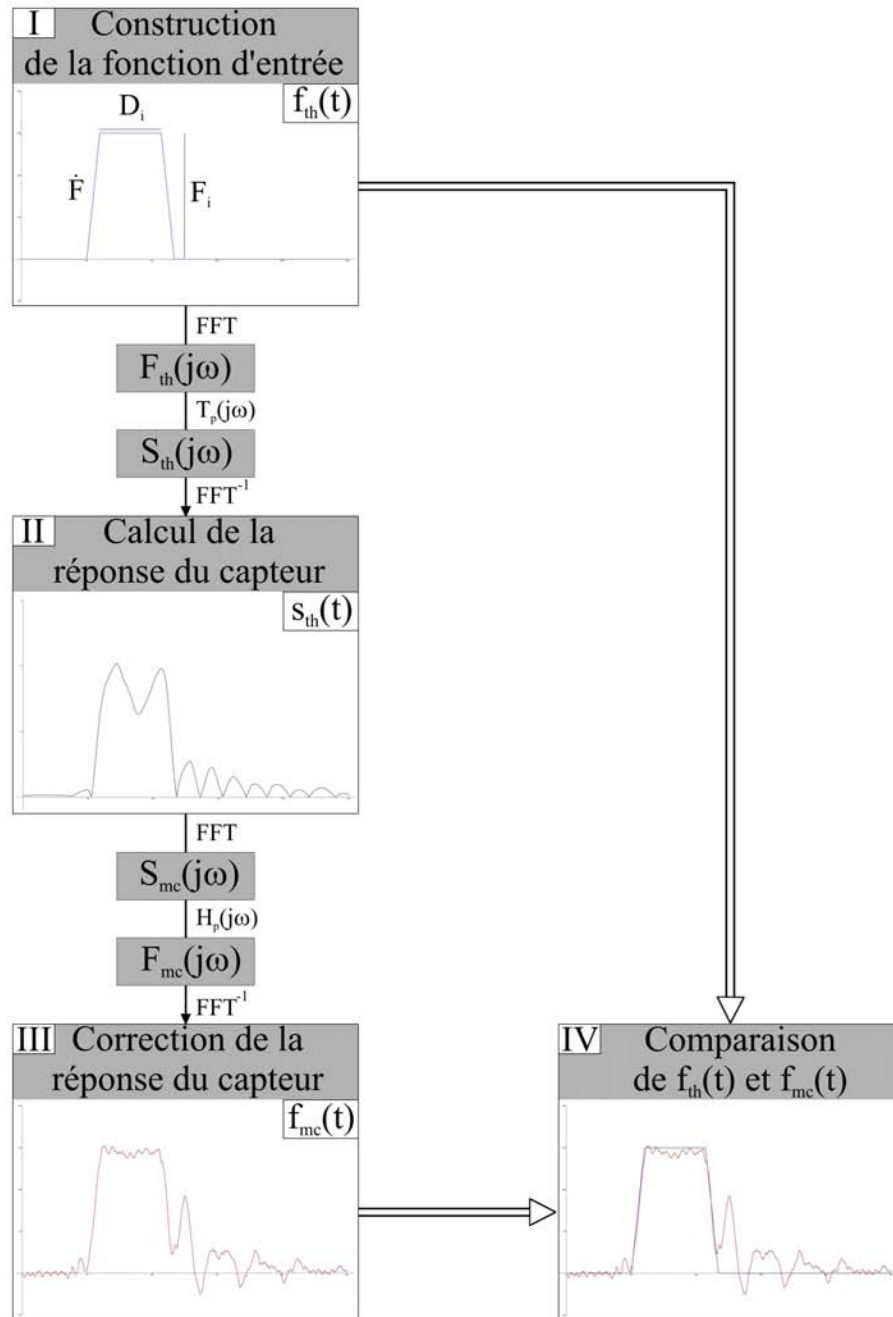 I Construction
de la fonction d'entrée
f_th(t)
D_i
Ḟ
F_i
FFT
F_th(jω)
T_p(jω)
S_th(jω)
FFT^-1
II Calcul de la
réponse du capteur
s_th(t)
FFT
S_mc(jω)
H_p(jω)
F_mc(jω)
FFT^-1
III Correction de la
réponse du capteur
f_mc(t)
IV Comparaison
de f_th(t) et f_mc(t)